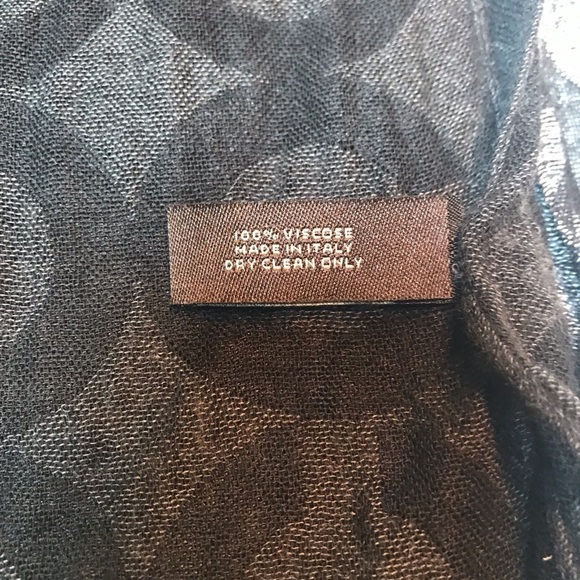 100% VISCOSE
MADE IN ITALY
DRY CLEAN ONLY